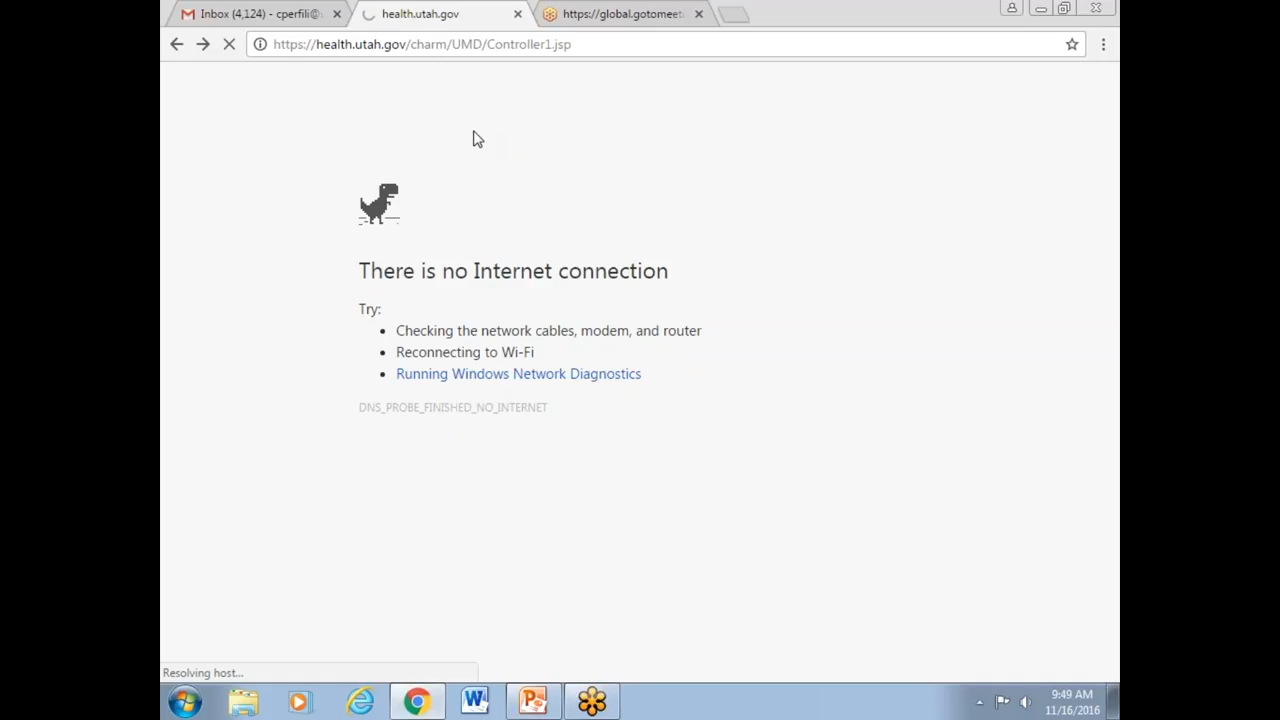 Inbox (4,124) - cperfili@
health.utah.gov
https://global.gotomeeti
https://health.utah.gov/charm/UMD/Controller1.jsp
There is no Internet connection
Try:
Checking the network cables, modem, and router
Reconnecting to Wi-Fi
Running Windows Network Diagnostics
DNS_PROBE_FINISHED_NO_INTERNET
Resolving host...
9:49 AM
11/16/2016